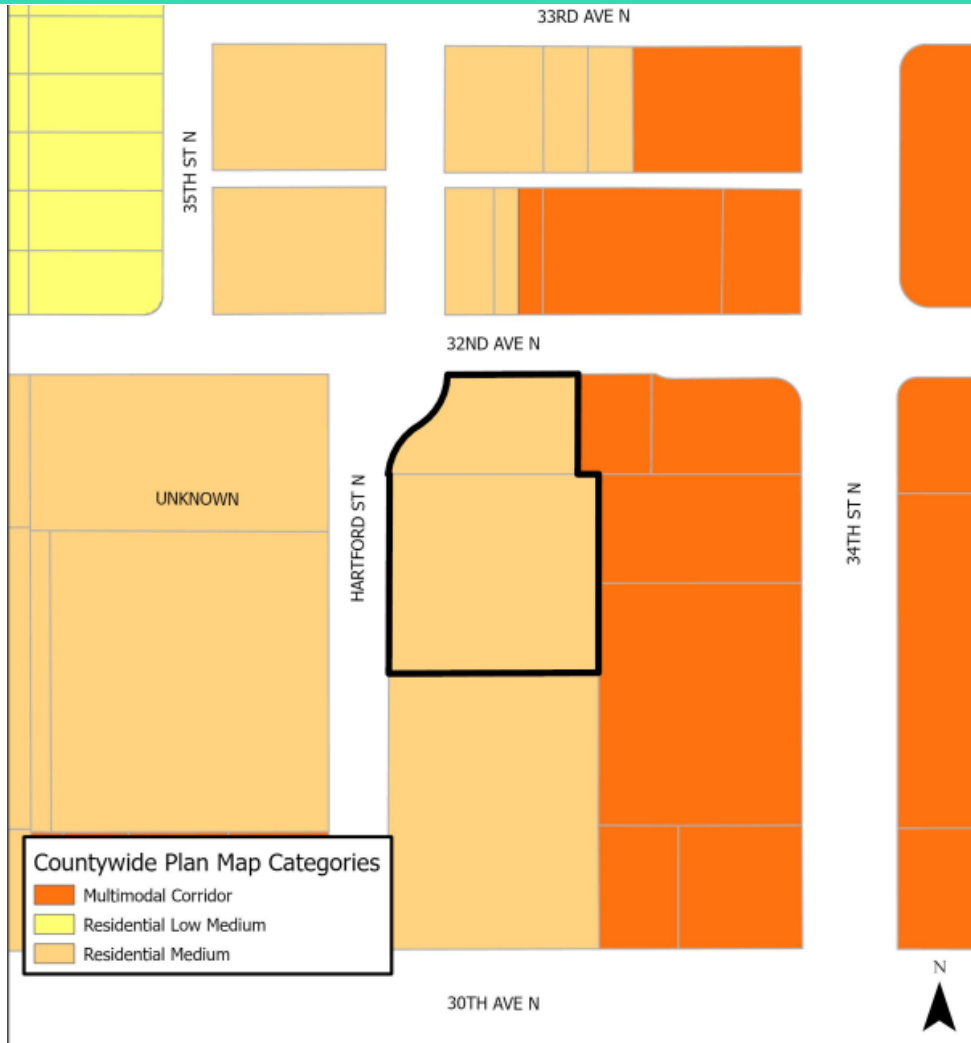 33RD AVE N
35TH ST N
32ND AVE N
UNKNOWN
HARTFORD ST N
34TH ST N
Countywide Plan Map Categories
Multimodal Corridor
Residential Low Medium
Residential Medium
N
30TH AVE N